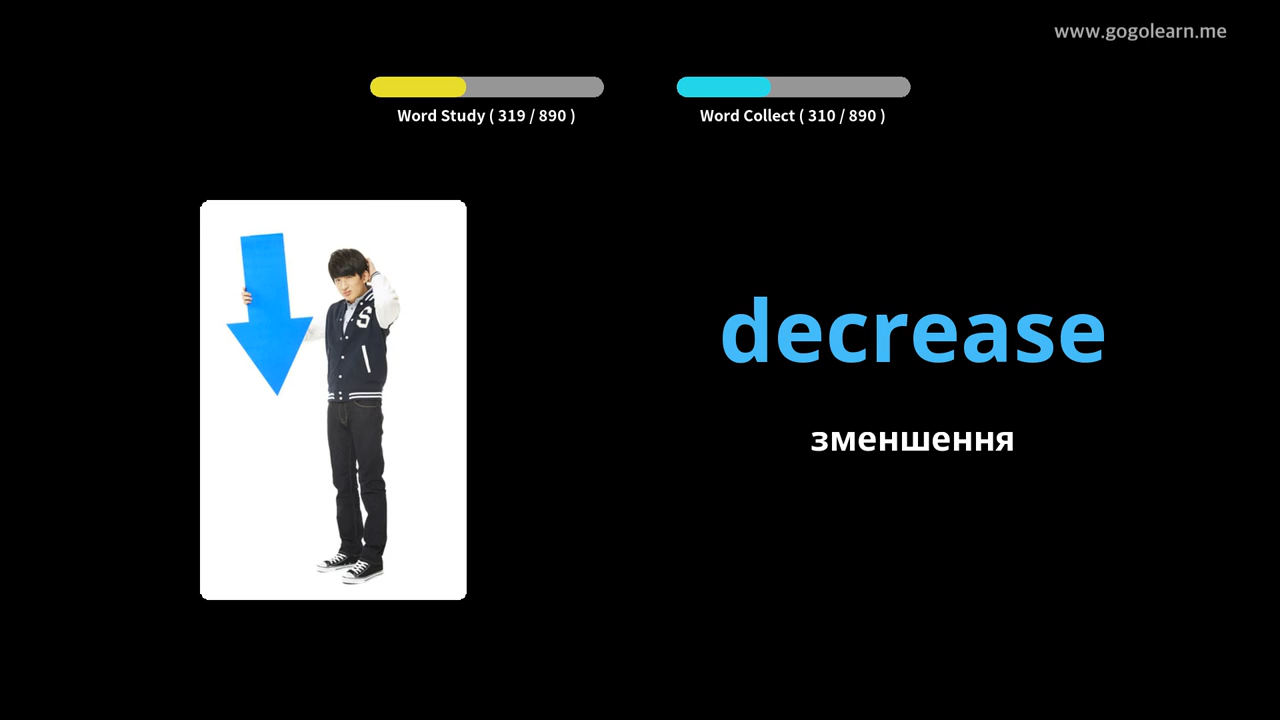 www.gogolearn.me
Word Study ( 319 / 890 )
Word Collect ( 310 / 890 )
S
decrease
зменшення